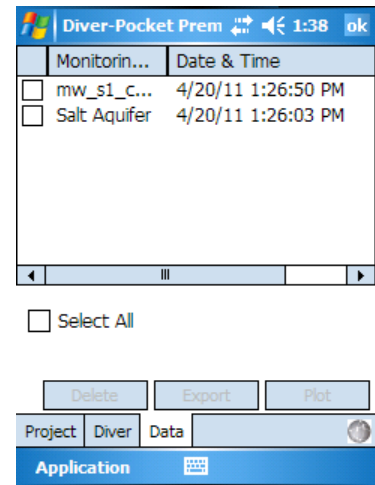 Diver-Pocket Prem 1:38 ok
Monitorin... Date & Time
mw_s1_c... 4/20/11 1:26:50 PM
Salt Aquifer 4/20/11 1:26:03 PM
Select All
Delete Export Plot
Project Diver Data
Application